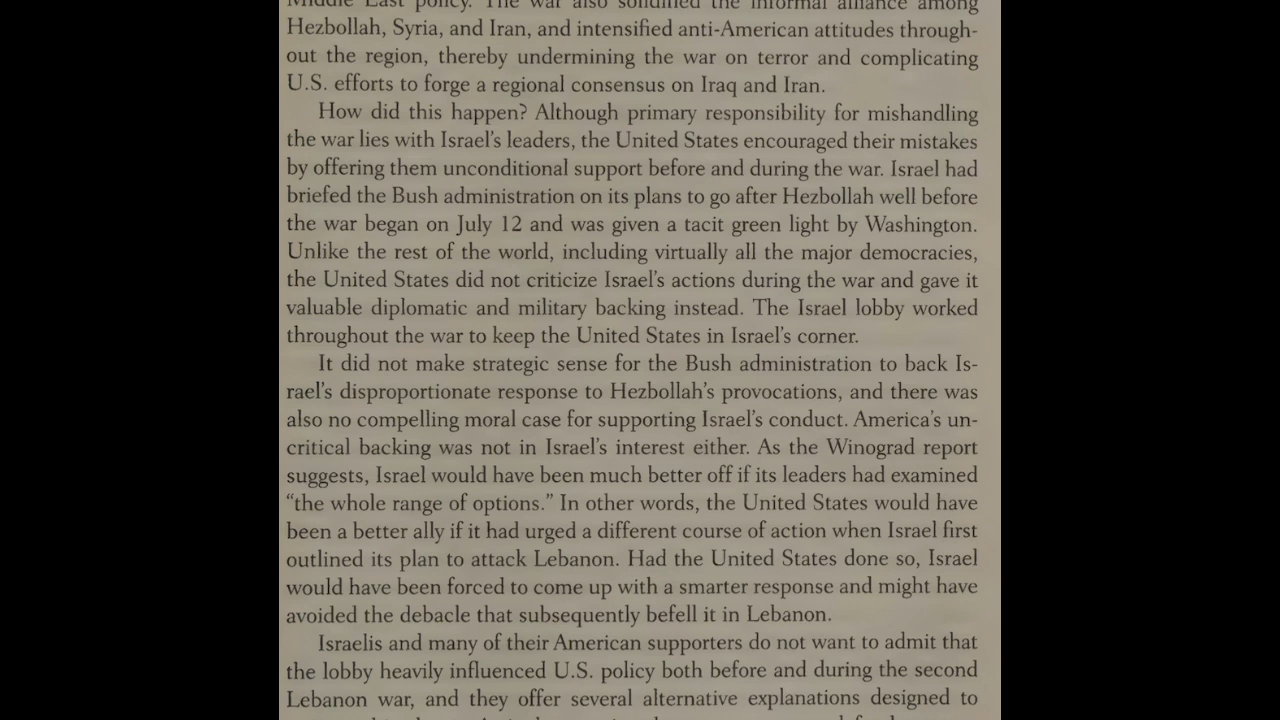 Middle East policy. The war also solidified the informal alliance among
Hezbollah, Syria, and Iran, and intensified anti-American attitudes through-
out the region, thereby undermining the war on terror and complicating
U.S. efforts to forge a regional consensus on Iraq and Iran.
How did this happen? Although primary responsibility for mishandling
the war lies with Israel's leaders, the United States encouraged their mistakes
by offering them unconditional support before and during the war. Israel had
briefed the Bush administration on its plans to go after Hezbollah well before
the war began on July 12 and was given a tacit green light by Washington.
Unlike the rest of the world, including virtually all the major democracies,
the United States did not criticize Israel's actions during the war and gave it
valuable diplomatic and military backing instead. The Israel lobby worked
throughout the war to keep the United States in Israel's corner.
It did not make strategic sense for the Bush administration to back Is-
rael's disproportionate response to Hezbollah's provocations, and there was
also no compelling moral case for supporting Israel's conduct. America's un-
critical backing was not in Israel's interest either. As the Winograd report
suggests, Israel would have been much better off if its leaders had examined
“the whole range of options.” In other words, the United States would have
been a better ally if it had urged a different course of action when Israel first
outlined its plan to attack Lebanon. Had the United States done so, Israel
would have been forced to come up with a smarter response and might have
avoided the debacle that subsequently befell it in Lebanon.
Israelis and many of their American supporters do not want to admit that
the lobby heavily influenced U.S. policy both before and during the second
Lebanon war, and they offer several alternative explanations designed to